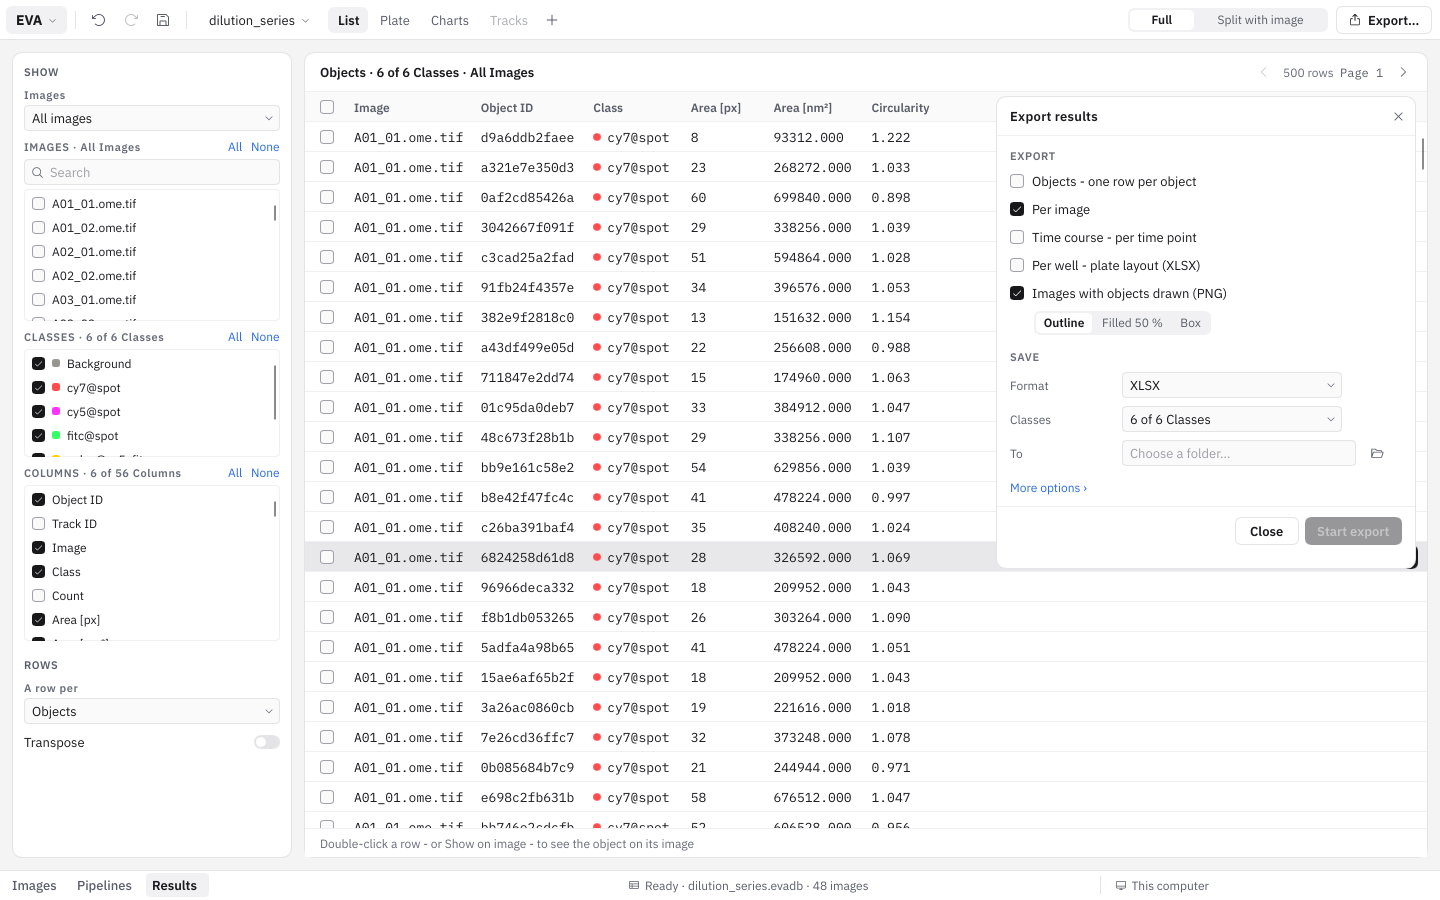 EVA
dilution_series
List
Plate
Charts
Tracks
Full
Split with image
Export...
SHOW
Images
All images
IMAGES · All Images
All
None
Search
A01_01.ome.tif
A01_02.ome.tif
A02_01.ome.tif
A02_02.ome.tif
A03_01.ome.tif
CLASSES · 6 of 6 Classes
All
None
Background
cy7@spot
cy5@spot
fitc@spot
COLUMNS · 6 of 56 Columns
All
None
Object ID
Track ID
Image
Class
Count
Area [px]
ROWS
A row per
Objects
Transpose
Objects · 6 of 6 Classes · All Images
500 rows Page 1
Image Object ID Class Area [px] Area [nm²] Circularity
A01_01.ome.tif d9a6ddb2faee cy7@spot 8 93312.000 1.222
A01_01.ome.tif a321e7e350d3 cy7@spot 23 268272.000 1.033
A01_01.ome.tif 0af2cd85426a cy7@spot 60 699840.000 0.898
A01_01.ome.tif 3042667f091f cy7@spot 29 338256.000 1.039
A01_01.ome.tif c3cad25a2fad cy7@spot 51 594864.000 1.028
A01_01.ome.tif 91fb24f4357e cy7@spot 34 396576.000 1.053
A01_01.ome.tif 382e9f2818c0 cy7@spot 13 151632.000 1.154
A01_01.ome.tif a43df499e05d cy7@spot 22 256608.000 0.988
A01_01.ome.tif 711847e2dd74 cy7@spot 15 174960.000 1.063
A01_01.ome.tif 01c95da0deb7 cy7@spot 33 384912.000 1.047
A01_01.ome.tif 48c673f28b1b cy7@spot 29 338256.000 1.107
A01_01.ome.tif bb9e161c58e2 cy7@spot 54 629856.000 1.039
A01_01.ome.tif b8e42f47fc4c cy7@spot 41 478224.000 0.997
A01_01.ome.tif c26ba391baf4 cy7@spot 35 408240.000 1.024
A01_01.ome.tif 6824258d61d8 cy7@spot 28 326592.000 1.069
A01_01.ome.tif 96966deca332 cy7@spot 18 209952.000 1.043
A01_01.ome.tif f8b1db053265 cy7@spot 26 303264.000 1.090
A01_01.ome.tif 5adfa4a98b65 cy7@spot 41 478224.000 1.051
A01_01.ome.tif 15ae6af65b2f cy7@spot 18 209952.000 1.043
A01_01.ome.tif 3a26ac0860cb cy7@spot 19 221616.000 1.018
A01_01.ome.tif 7e26cd36ffc7 cy7@spot 32 373248.000 1.078
A01_01.ome.tif 0b085684b7c9 cy7@spot 21 244944.000 0.971
A01_01.ome.tif e698c2fb631b cy7@spot 58 676512.000 1.047
Double-click a row - or Show on image - to see the object on its image
Export results
EXPORT
Objects - one row per object
Per image
Time course - per time point
Per well - plate layout (XLSX)
Images with objects drawn (PNG)
Outline
Filled 50 %
Box
SAVE
Format
XLSX
Classes
6 of 6 Classes
To
Choose a folder...
More options ›
Close
Start export
Images
Pipelines
Results
Ready · dilution_series.evadb · 48 images
This computer